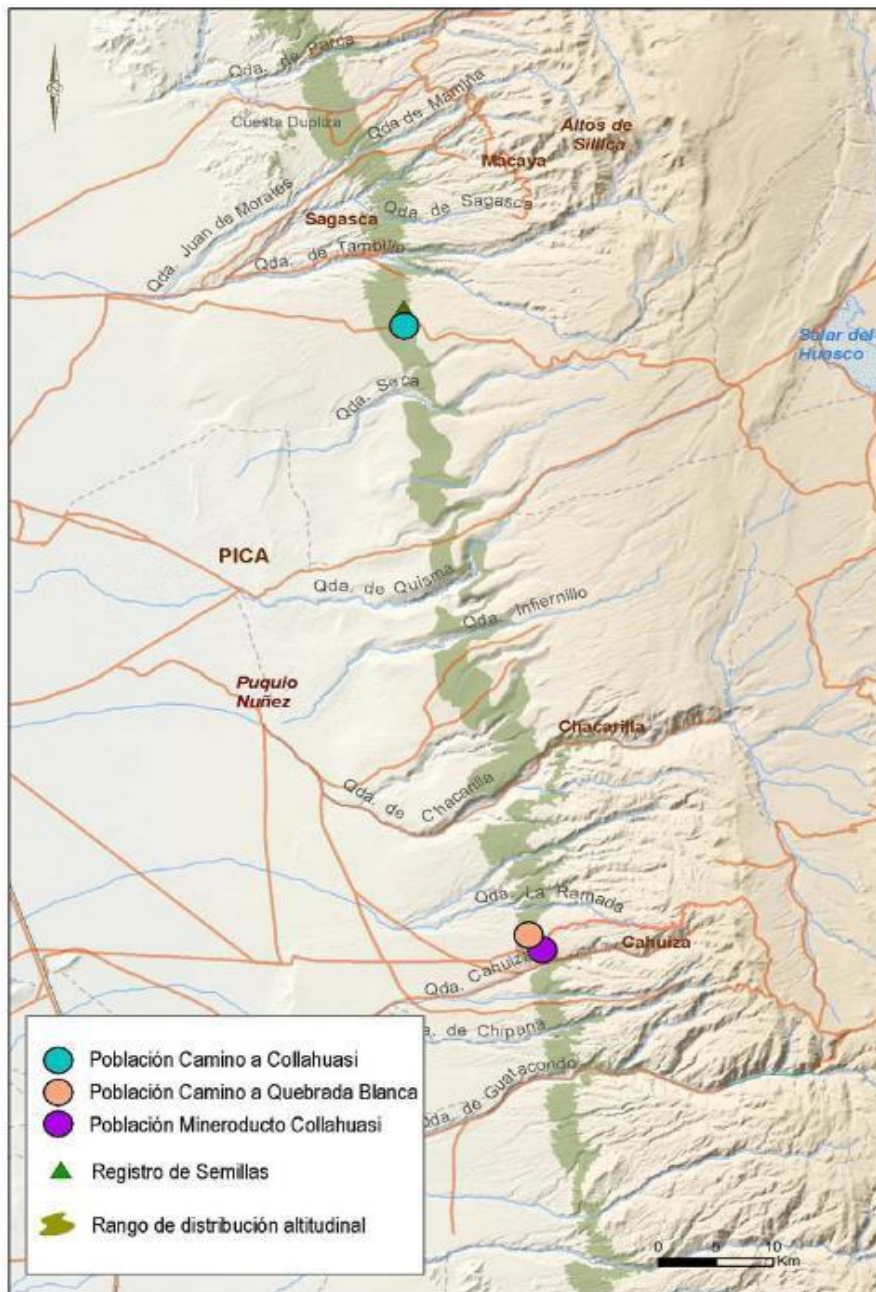 Qda. de Parca
Cuesta Dupliza
Qda de Mamiña
Altos de
Sillica
Macaya
Qda. Juan de Morales
Sagasca
Qda. de Sagasca
Qda. de Tambillo
Salar del
Huasco
Qda. Seca
PICA
Qda. de Quisma
Qda. Infiernillo
Puquio
Nuñez
Chacarilla
Qda. de Chacarilla
Qda. La Ramada
Cahuiza
Qda. Cahuiza
a. de Chipana
Qda. de Guatacondo
Población Camino a Collahuasi
Población Camino a Quebrada Blanca
Población Mineroducto Collahuasi
Registro de Semillas
Rango de distribución altitudinal
0 5 10
Km